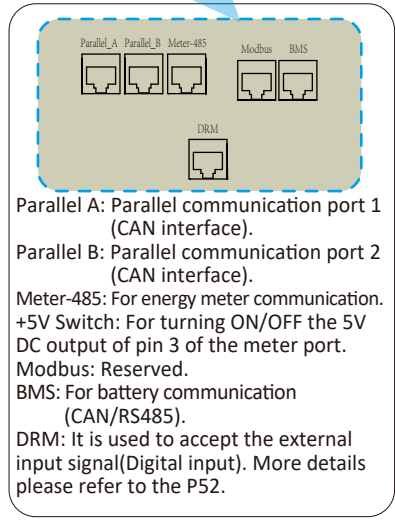 Parallel_A Parallel_B Meter-485 Modbus BMS
DRM
Parallel A: Parallel communication port 1
(CAN interface).
Parallel B: Parallel communication port 2
(CAN interface).
Meter-485: For energy meter communication.
+5V Switch: For turning ON/OFF the 5V
DC output of pin 3 of the meter port.
Modbus: Reserved.
BMS: For battery communication
(CAN/RS485).
DRM: It is used to accept the external
input signal(Digital input). More details
please refer to the P52.